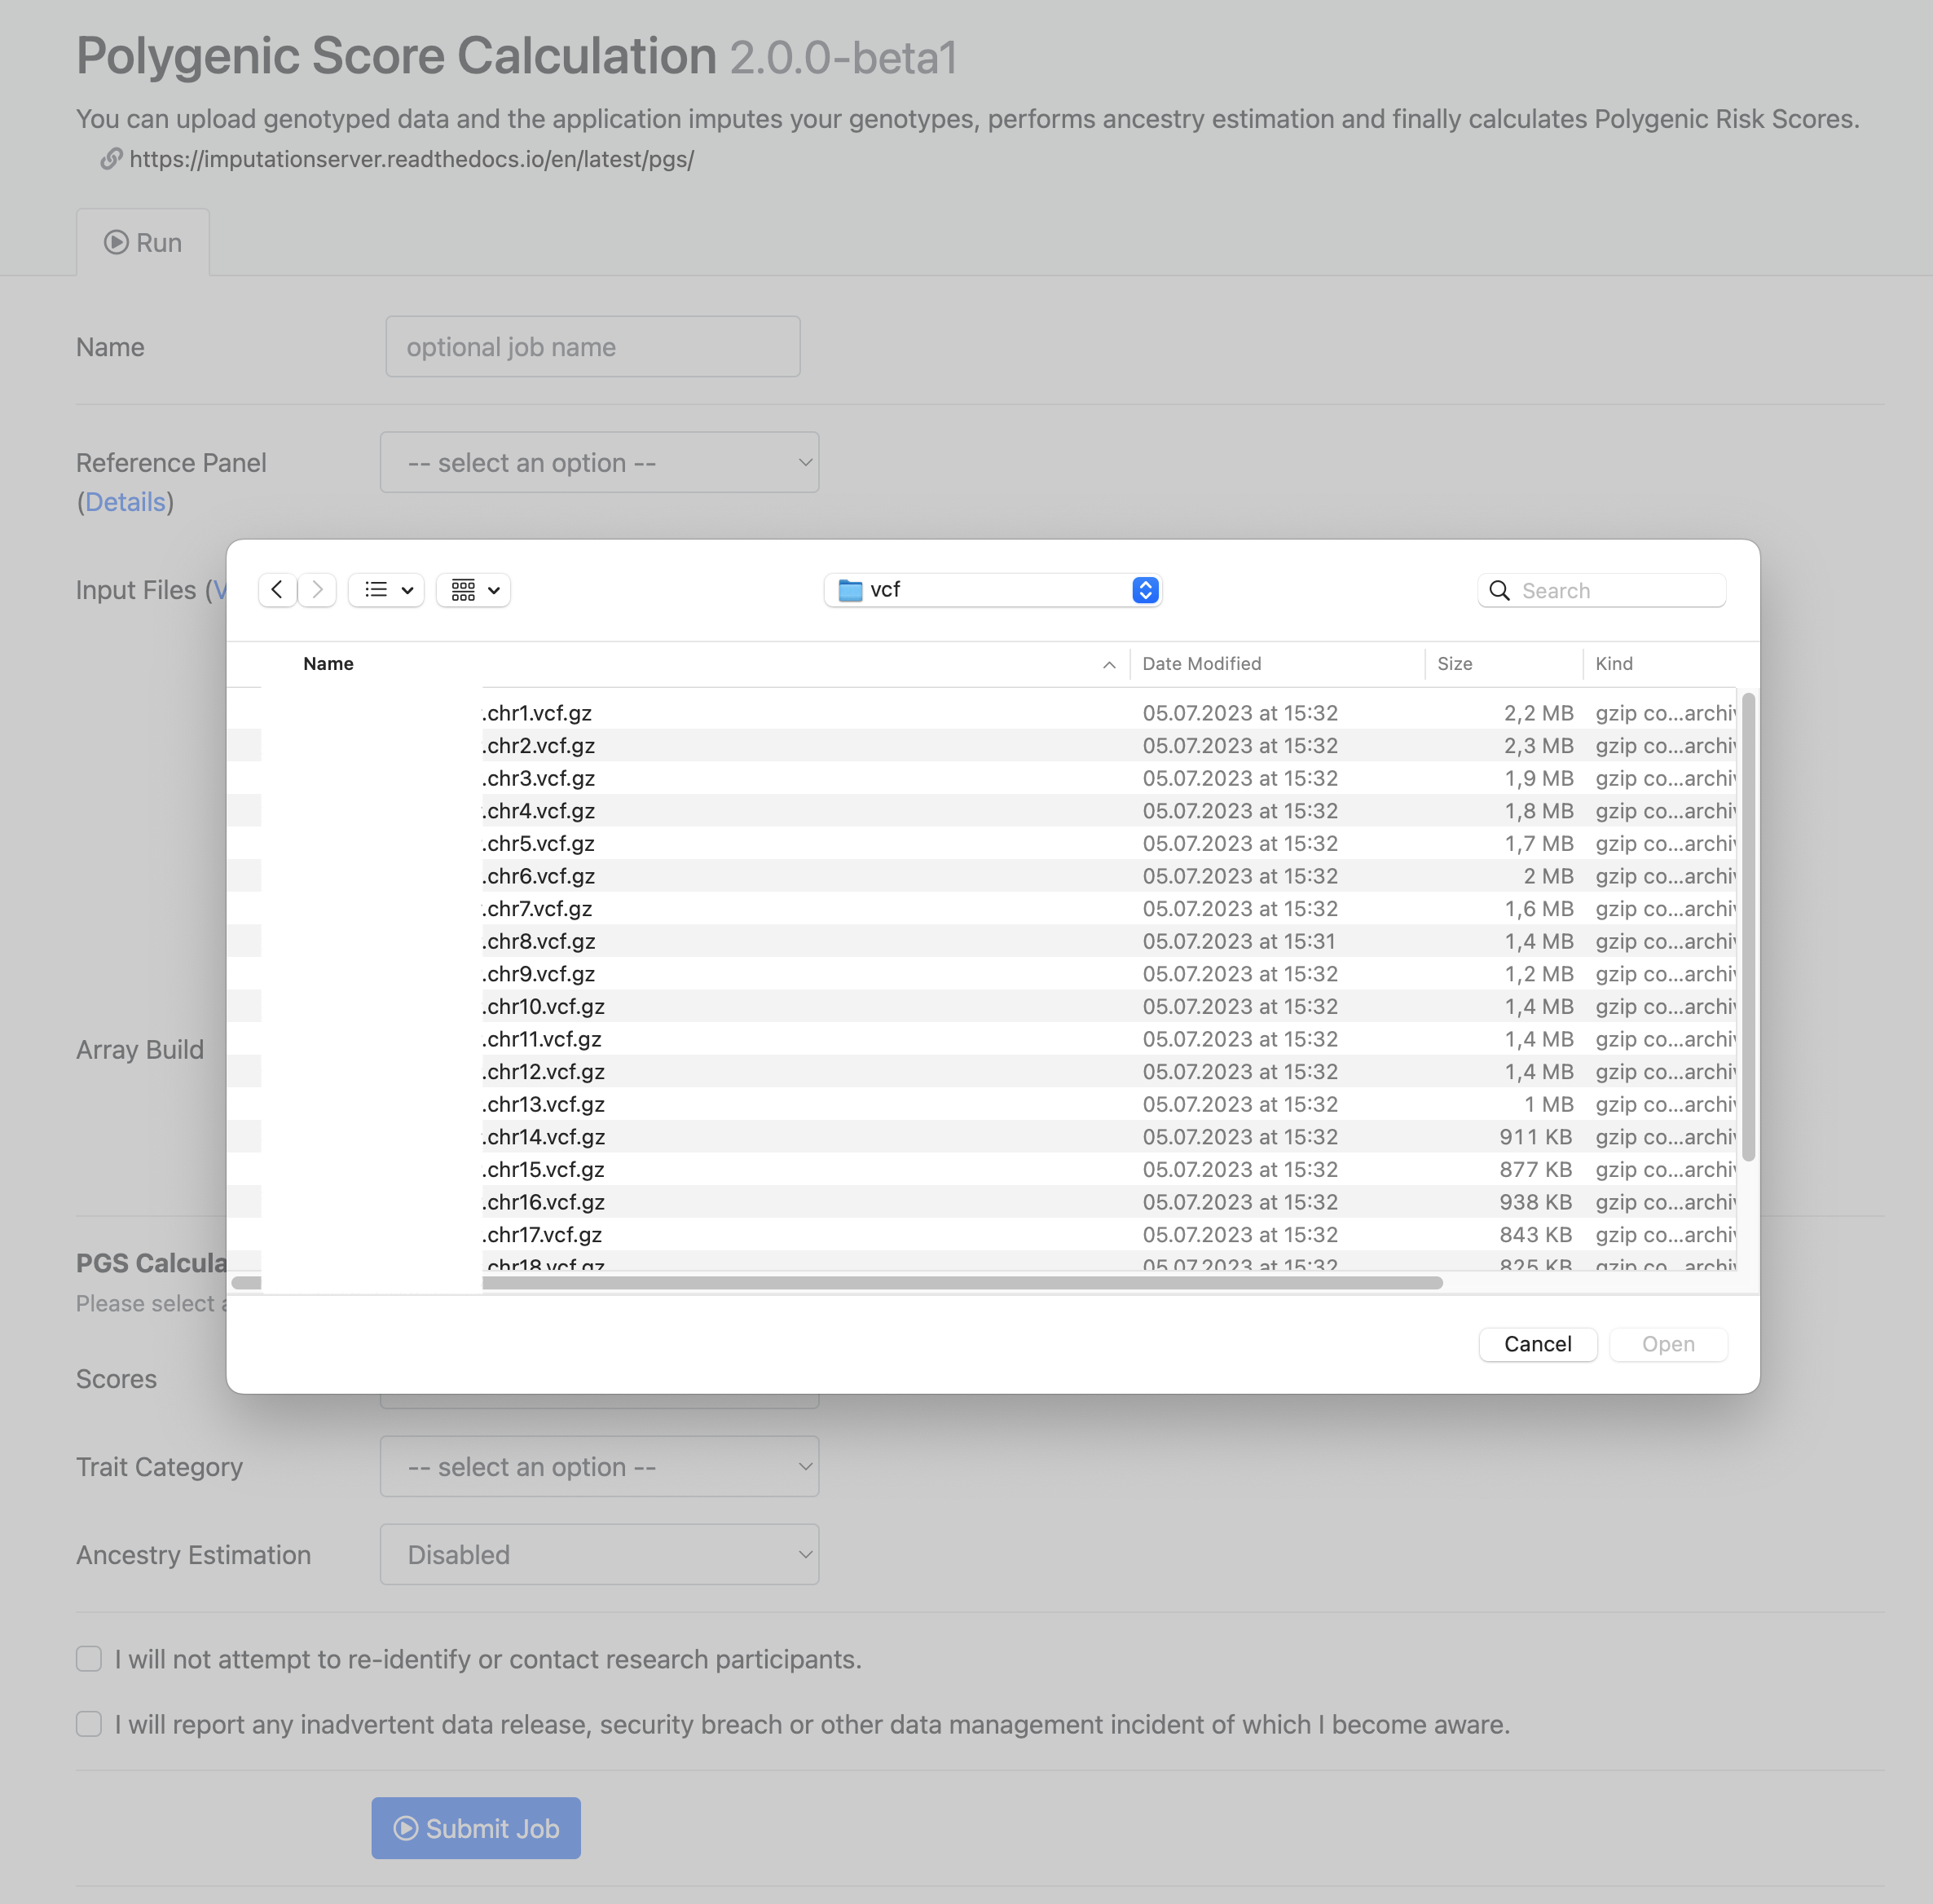 Polygenic Score Calculation 2.0.0-beta1
You can upload genotyped data and the application imputes your genotypes, performs ancestry estimation and finally calculates Polygenic Risk Scores.
https://imputationserver.readthedocs.io/en/latest/pgs/
Run
Name optional job name
Reference Panel -- select an option --
(Details)
Input Files (V
vcf Search
Name Date Modified Size Kind
.chr1.vcf.gz 05.07.2023 at 15:32 2,2 MB gzip co...archiv
.chr2.vcf.gz 05.07.2023 at 15:32 2,3 MB gzip co...archiv
.chr3.vcf.gz 05.07.2023 at 15:32 1,9 MB gzip co...archiv
.chr4.vcf.gz 05.07.2023 at 15:32 1,8 MB gzip co...archiv
.chr5.vcf.gz 05.07.2023 at 15:32 1,7 MB gzip co...archiv
.chr6.vcf.gz 05.07.2023 at 15:32 2 MB gzip co...archiv
.chr7.vcf.gz 05.07.2023 at 15:32 1,6 MB gzip co...archiv
.chr8.vcf.gz 05.07.2023 at 15:31 1,4 MB gzip co...archiv
.chr9.vcf.gz 05.07.2023 at 15:32 1,2 MB gzip co...archiv
.chr10.vcf.gz 05.07.2023 at 15:32 1,4 MB gzip co...archiv
.chr11.vcf.gz 05.07.2023 at 15:32 1,4 MB gzip co...archiv
.chr12.vcf.gz 05.07.2023 at 15:32 1,4 MB gzip co...archiv
.chr13.vcf.gz 05.07.2023 at 15:32 1 MB gzip co...archiv
.chr14.vcf.gz 05.07.2023 at 15:32 911 KB gzip co...archiv
.chr15.vcf.gz 05.07.2023 at 15:32 877 KB gzip co...archiv
.chr16.vcf.gz 05.07.2023 at 15:32 938 KB gzip co...archiv
.chr17.vcf.gz 05.07.2023 at 15:32 843 KB gzip co...archiv
.chr18.vcf.gz 05.07.2023 at 15:32 825 KB gzip co...archiv
Cancel Open
Array Build
PGS Calcula
Please select a
Scores
Trait Category -- select an option --
Ancestry Estimation Disabled
I will not attempt to re-identify or contact research participants.
I will report any inadvertent data release, security breach or other data management incident of which I become aware.
Submit Job